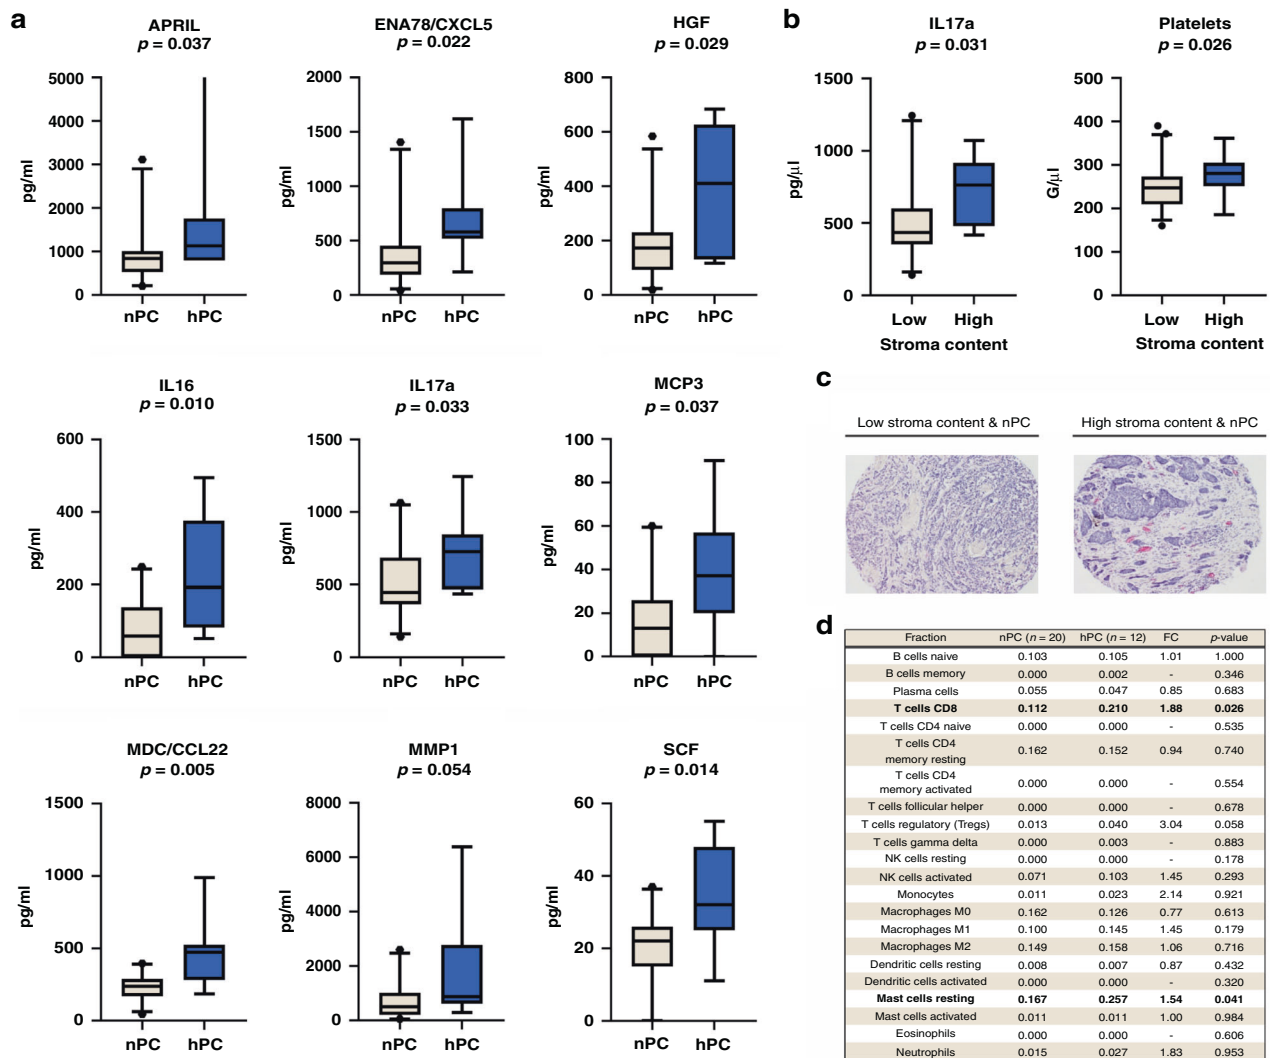 a
APRIL
p = 0.037
5000
4000
3000
2000
1000
0
pg/ml
nPC hPC
ENA78/CXCL5
p = 0.022
2000
1500
1000
500
0
pg/ml
nPC hPC
HGF
p = 0.029
800
600
400
200
0
pg/ml
nPC hPC
IL16
p = 0.010
600
400
200
0
pg/ml
nPC hPC
IL17a
p = 0.033
1500
1000
500
0
pg/ml
nPC hPC
MCP3
p = 0.037
100
80
60
40
20
0
pg/ml
nPC hPC
MDC/CCL22
p = 0.005
1500
1000
500
0
pg/ml
nPC hPC
MMP1
p = 0.054
8000
6000
4000
2000
0
pg/ml
nPC hPC
SCF
p = 0.014
60
40
20
0
pg/ml
nPC hPC
b
IL17a
p = 0.031
1500
1000
500
0
pg/μl
Low High
Stroma content
Platelets
p = 0.026
500
400
300
200
100
0
G/μl
Low High
Stroma content
c
Low stroma content & nPC
High stroma content & nPC
d
Fraction nPC (n = 20) hPC (n = 12) FC p-value
B cells naive 0.103 0.105 1.01 1.000
B cells memory 0.000 0.002 - 0.346
Plasma cells 0.055 0.047 0.85 0.683
T cells CD8 0.112 0.210 1.88 0.026
T cells CD4 naive 0.000 0.000 - 0.535
T cells CD4
memory resting 0.162 0.152 0.94 0.740
T cells CD4
memory activated 0.000 0.000 - 0.554
T cells follicular helper 0.000 0.000 - 0.678
T cells regulatory (Tregs) 0.013 0.040 3.04 0.058
T cells gamma delta 0.000 0.003 - 0.883
NK cells resting 0.000 0.000 - 0.178
NK cells activated 0.071 0.103 1.45 0.293
Monocytes 0.011 0.023 2.14 0.921
Macrophages M0 0.162 0.126 0.77 0.613
Macrophages M1 0.100 0.145 1.45 0.179
Macrophages M2 0.149 0.158 1.06 0.716
Dendritic cells resting 0.008 0.007 0.87 0.432
Dendritic cells activated 0.000 0.000 - 0.320
Mast cells resting 0.167 0.257 1.54 0.041
Mast cells activated 0.011 0.011 1.00 0.984
Eosinophils 0.000 0.000 - 0.606
Neutrophils 0.015 0.027 1.83 0.953